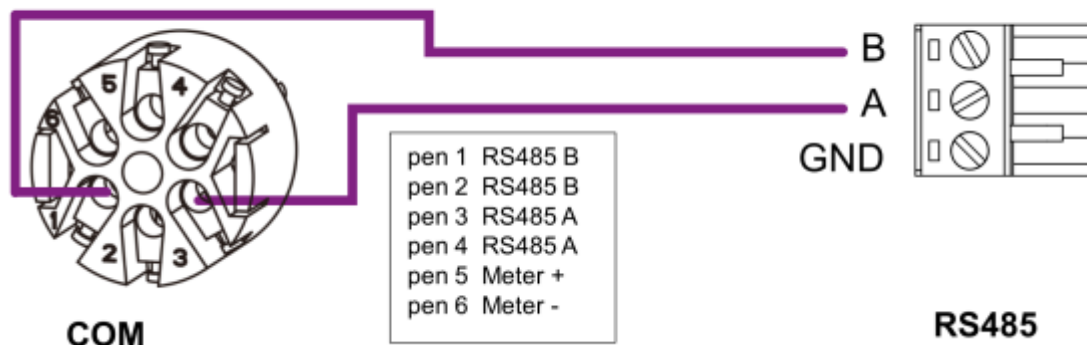 5
4
6
1
2
3
COM
pen 1 RS485 B
pen 2 RS485 B
pen 3 RS485 A
pen 4 RS485 A
pen 5 Meter +
pen 6 Meter -
B
A
GND
RS485